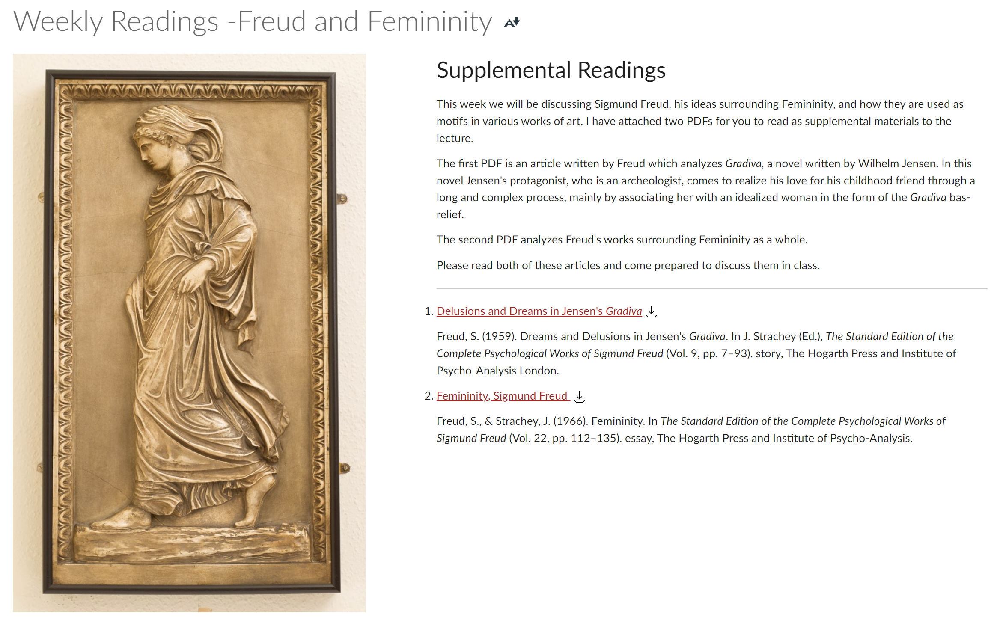 Weekly Readings -Freud and Femininity
Supplemental Readings
This week we will be discussing Sigmund Freud, his ideas surrounding Femininity, and how they are used as
motifs in various works of art. I have attached two PDFs for you to read as supplemental materials to the
lecture.
The first PDF is an article written by Freud which analyzes Gradiva, a novel written by Wilhelm Jensen. In this
novel Jensen's protagonist, who is an archeologist, comes to realize his love for his childhood friend through a
long and complex process, mainly by associating her with an idealized woman in the form of the Gradiva bas-
relief.
The second PDF analyzes Freud's works surrounding Femininity as a whole.
Please read both of these articles and come prepared to discuss them in class.
1. Delusions and Dreams in Jensen's Gradiva
Freud, S. (1959). Dreams and Delusions in Jensen's Gradiva. In J. Strachey (Ed.), The Standard Edition of the
Complete Psychological Works of Sigmund Freud (Vol. 9, pp. 7–93). story, The Hogarth Press and Institute of
Psycho-Analysis London.
2. Femininity, Sigmund Freud
Freud, S., & Strachey, J. (1966). Femininity. In The Standard Edition of the Complete Psychological Works of
Sigmund Freud (Vol. 22, pp. 112–135). essay, The Hogarth Press and Institute of Psycho-Analysis.